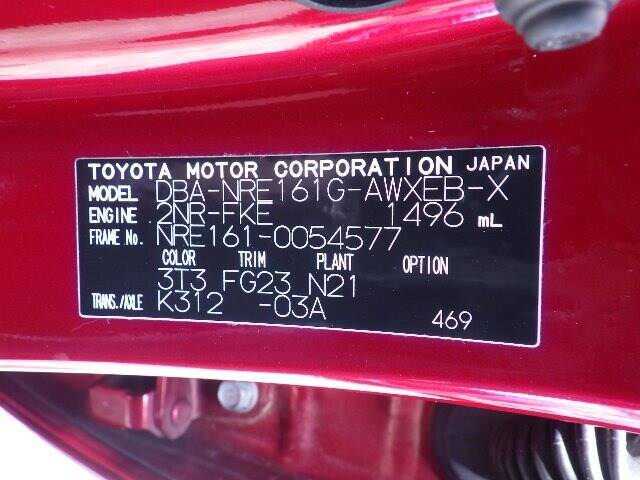 TOYOTA MOTOR CORPORATION JAPAN
MODEL DBA-NRE161G-AWXEB-X
ENGINE 2NR-FKE 1496 mL
FRAME No. NRE161-0054577
COLOR TRIM PLANT OPTION
3T3 FG23 N21
TRANS./AXLE K312 -03A
469